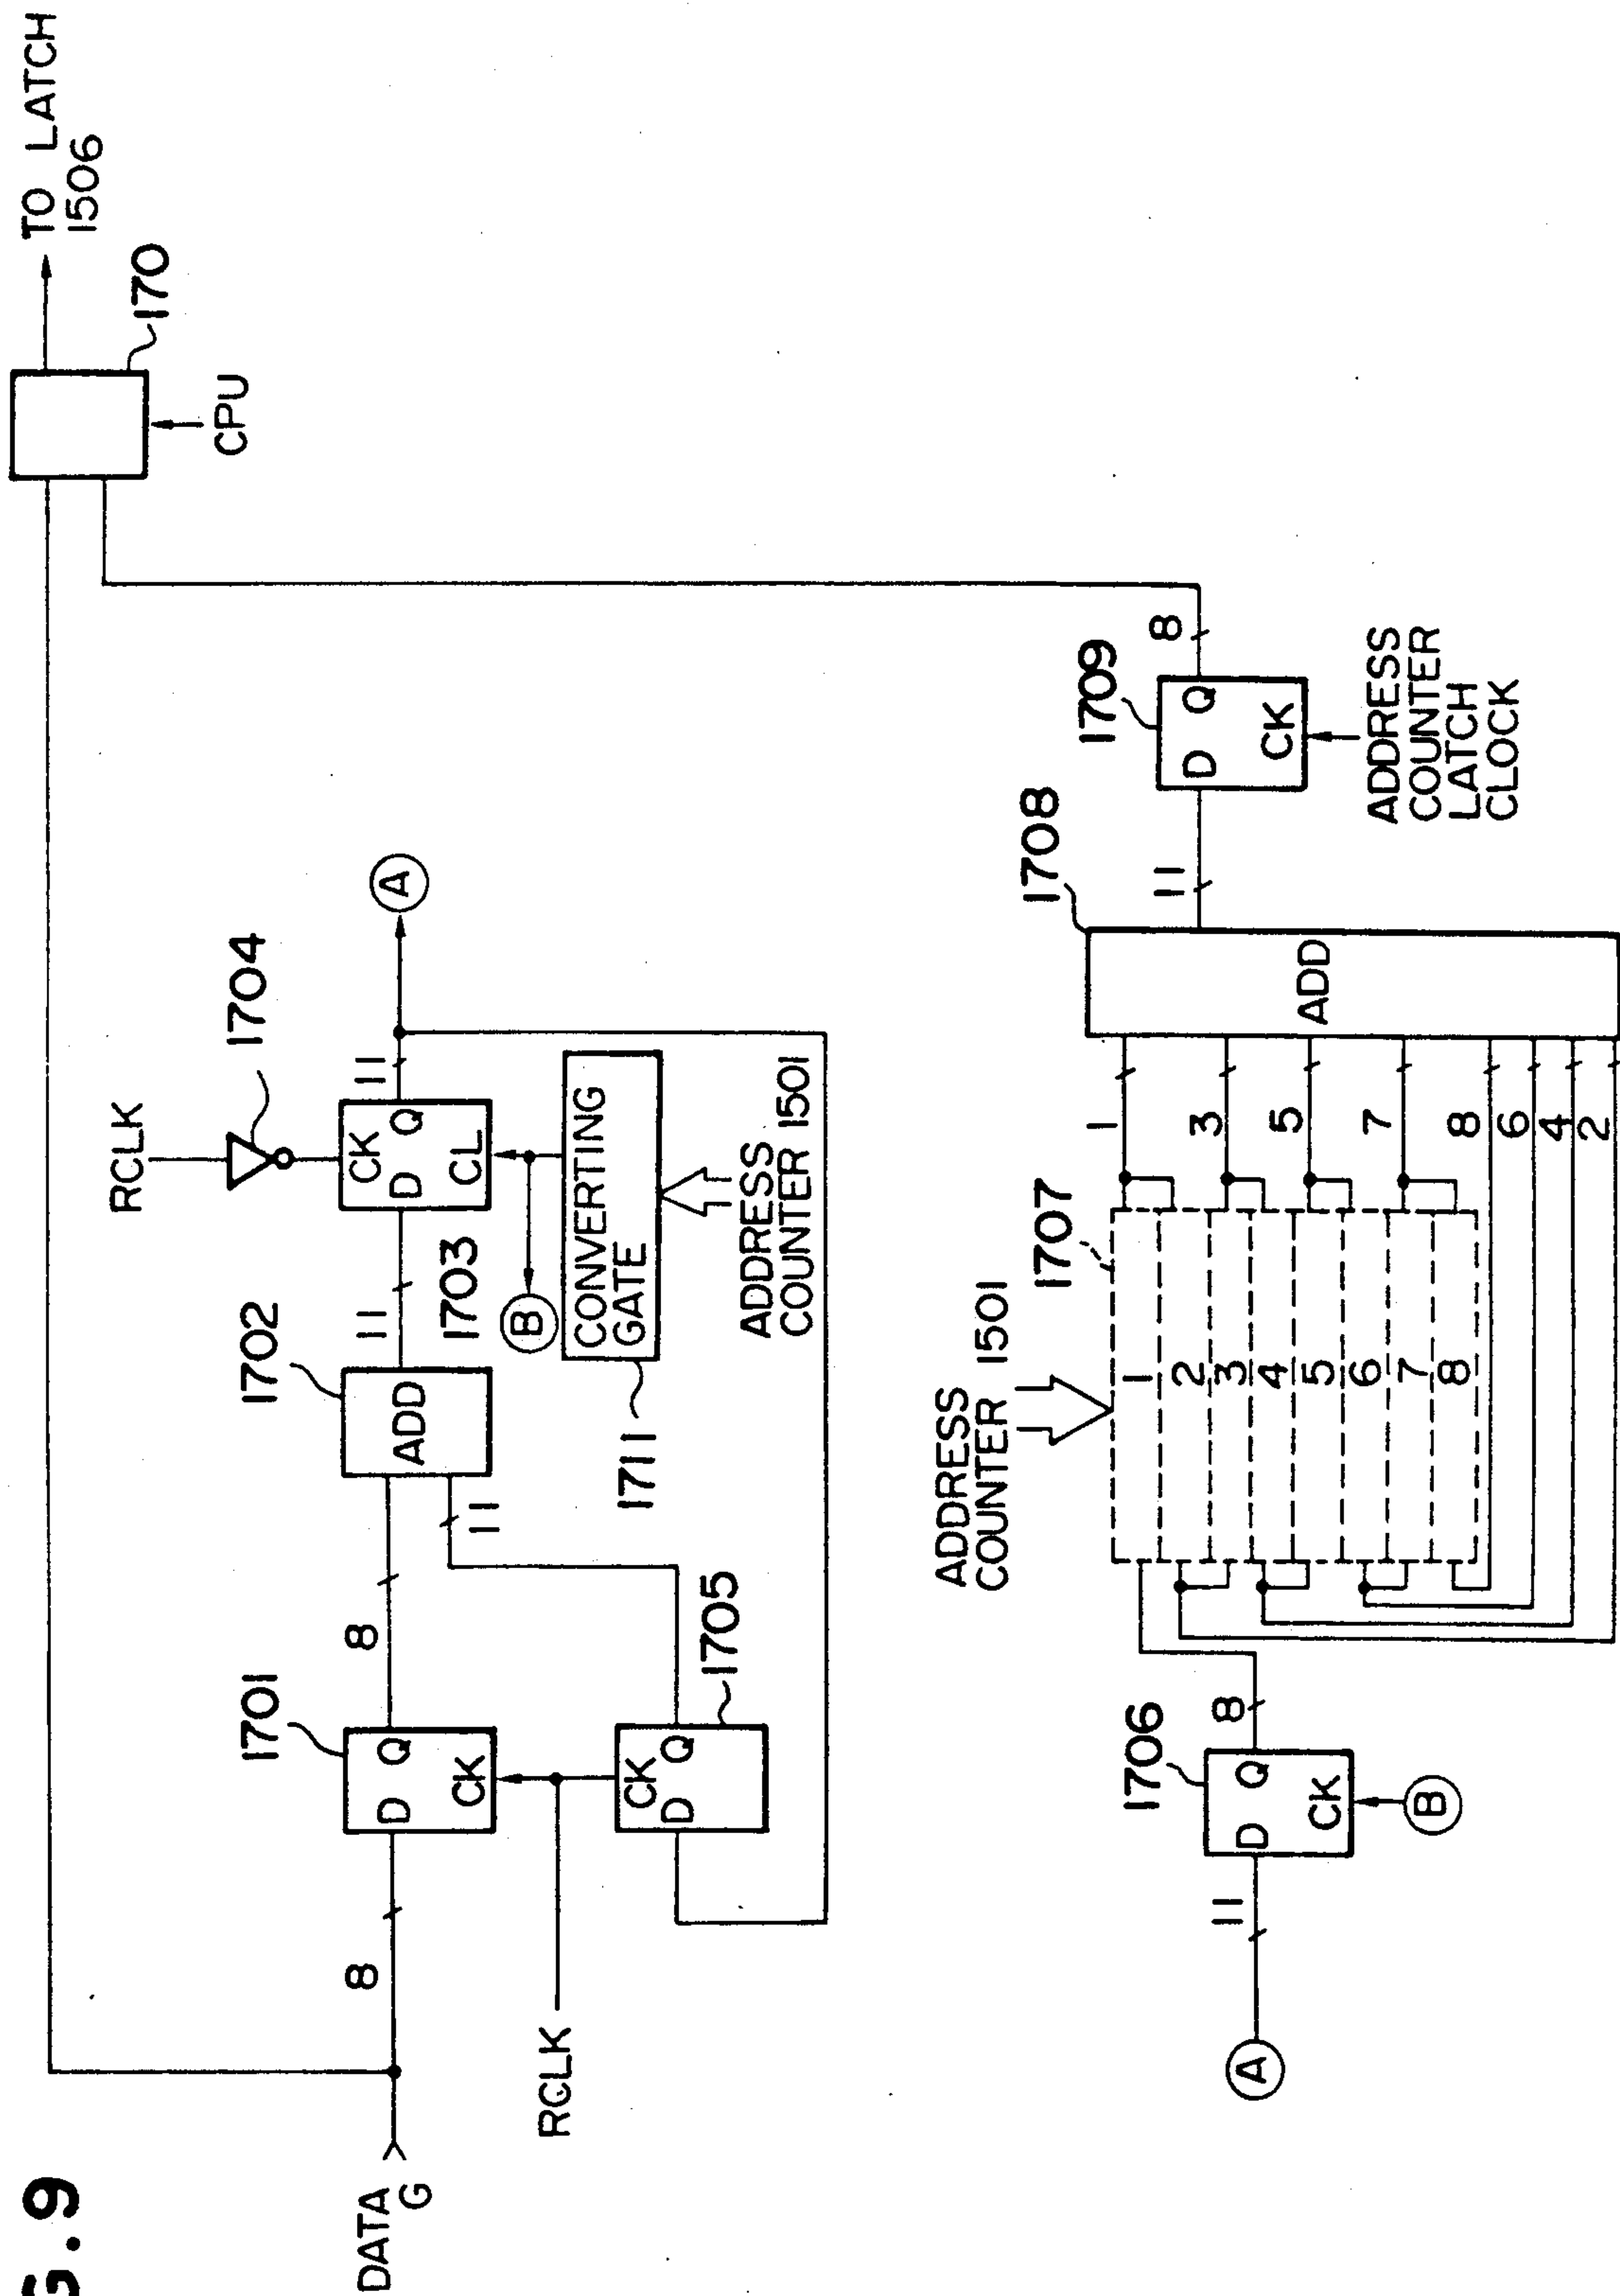 G.9
TO LATCH
1506
170
CPU
RCLK
1704
A
DATA
G
8
1701
D Q
CK
8
1702
ADD
11
11
1703
CK
D Q
CL
11
B
CONVERTING
GATE
1711
ADDRESS
COUNTER 1501
RCLK
1705
CK
D Q
ADDRESS
COUNTER 1501
1707
1
2
3
4
5
6
7
8
1
3
5
7
8
6
4
2
1708
ADD
11
1709
D Q
CK
8
ADDRESS
COUNTER
LATCH
CLOCK
A
11
1706
D Q
CK
8
B